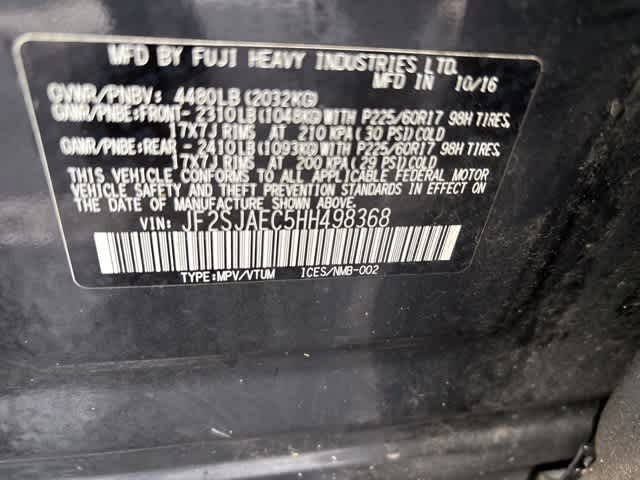 MFD BY FUJI HEAVY INDUSTRIES LTD.
MFD IN 10/16
GVWR/PNBV: 4480LB (2032KG)
GAWR/PNBE:FRONT- 2310LB (1048KG) WITH P225/60R17 98H TIRES,
17X7J RIMS AT 210 KPA (30 PSI) COLD
GAWR/PNBE:REAR - 2410LB (1093KG) WITH P225/60R17 98H TIRES,
17X7J RIMS AT 200 KPA (29 PSI) COLD
THIS VEHICLE CONFORMS TO ALL APPLICABLE FEDERAL MOTOR
VEHICLE SAFETY AND THEFT PREVENTION STANDARDS IN EFFECT ON
THE DATE OF MANUFACTURE SHOWN ABOVE.
VIN: JF2SJAEC5HH498368
TYPE:MPV/VTUM ICES/NMB-002